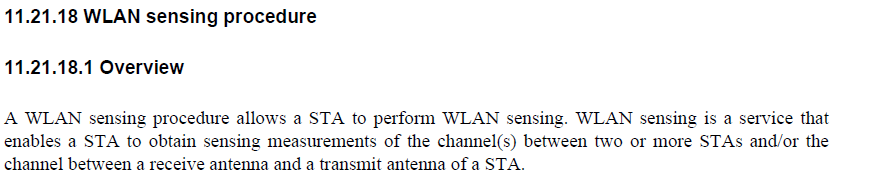 11.21.18 WLAN sensing procedure
11.21.18.1 Overview
A WLAN sensing procedure allows a STA to perform WLAN sensing. WLAN sensing is a service that
enables a STA to obtain sensing measurements of the channel(s) between two or more STAs and/or the
channel between a receive antenna and a transmit antenna of a STA.